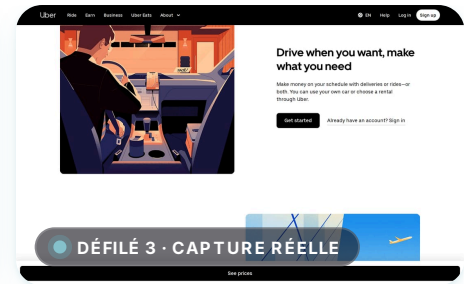 Uber
Ride Earn Business Uber Eats About
EN Help Log in Sign up
Drive when you want, make
what you need
Make money on your schedule with deliveries or rides—or
both. You can use your own car or choose a rental
through Uber.
Get started
Already have an account? Sign in
DÉFILÉ 3 · CAPTURE RÉELLE
See prices